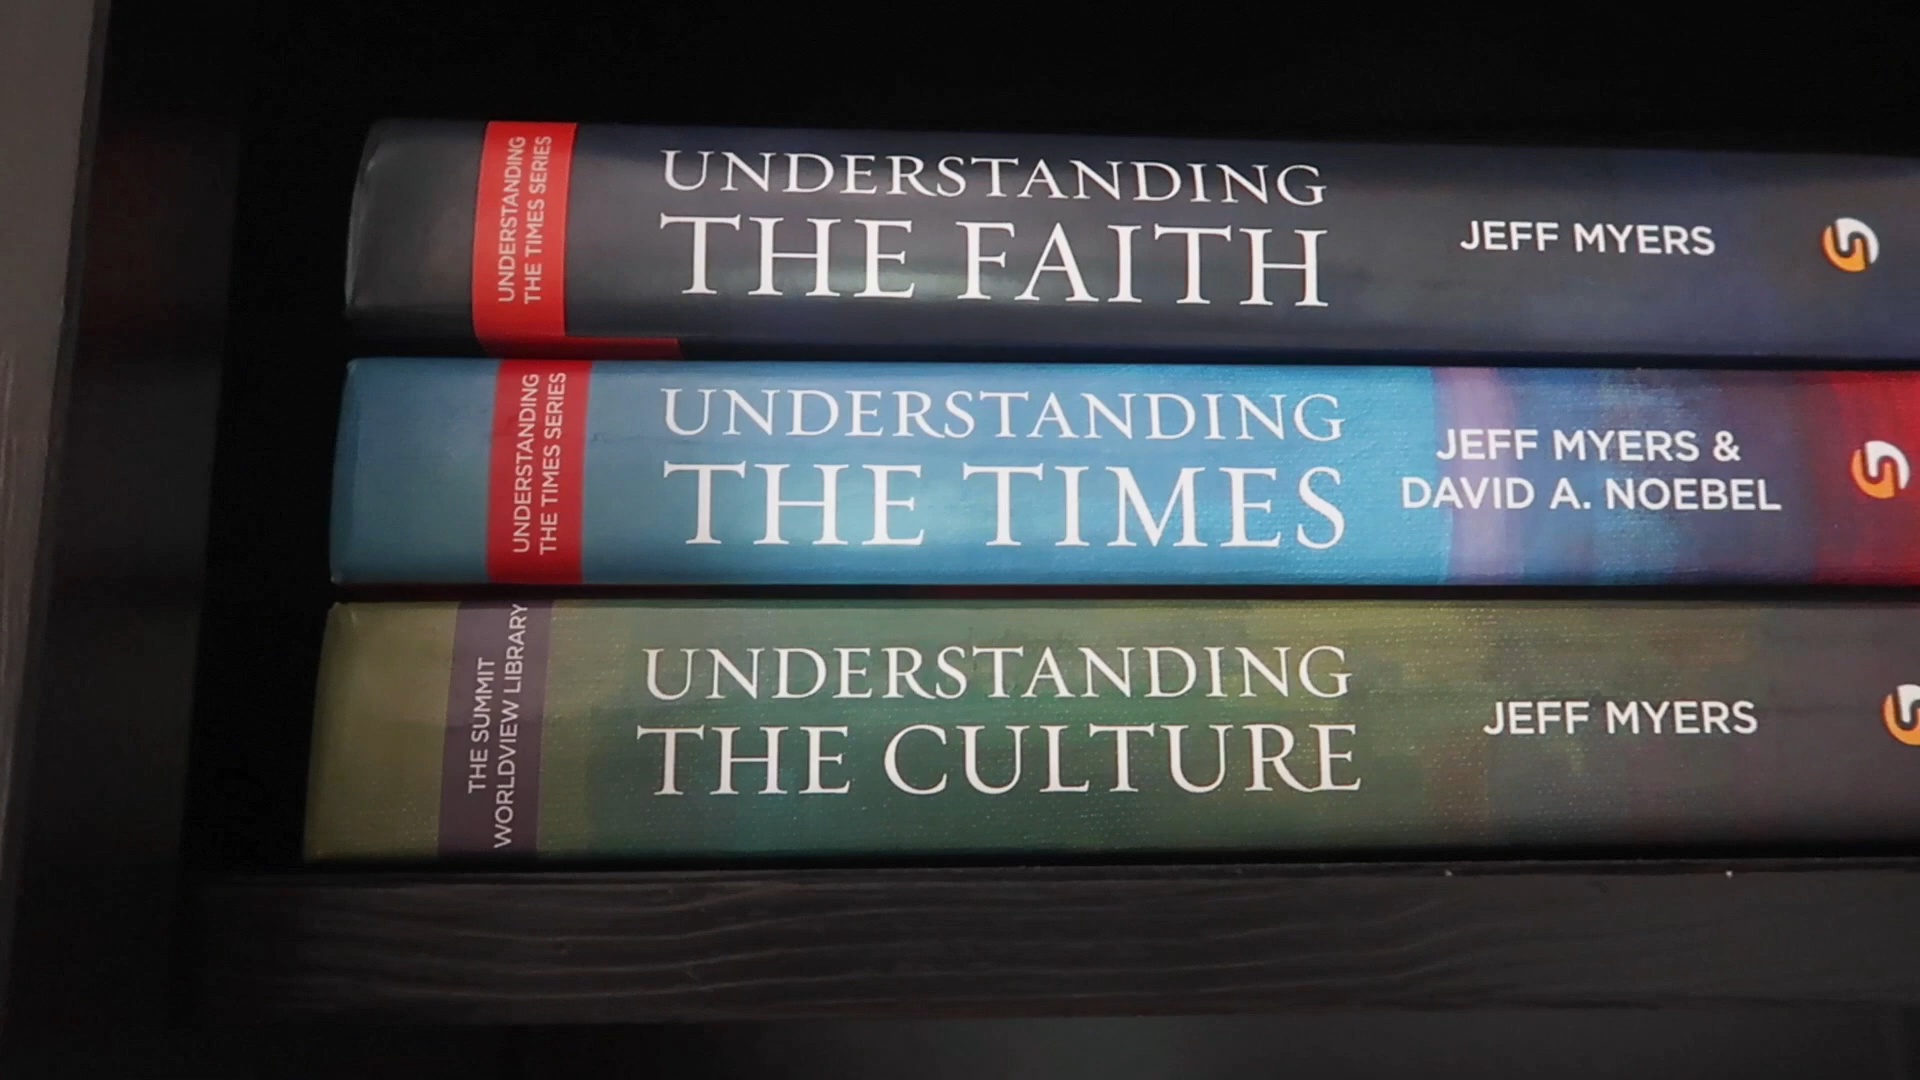 UNDERSTANDING
THE TIMES SERIES
UNDERSTANDING
THE FAITH
JEFF MYERS
UNDERSTANDING
THE TIMES SERIES
UNDERSTANDING
THE TIMES
JEFF MYERS &
DAVID A. NOEBEL
THE SUMMIT
WORLDVIEW LIBRARY
UNDERSTANDING
THE CULTURE
JEFF MYERS